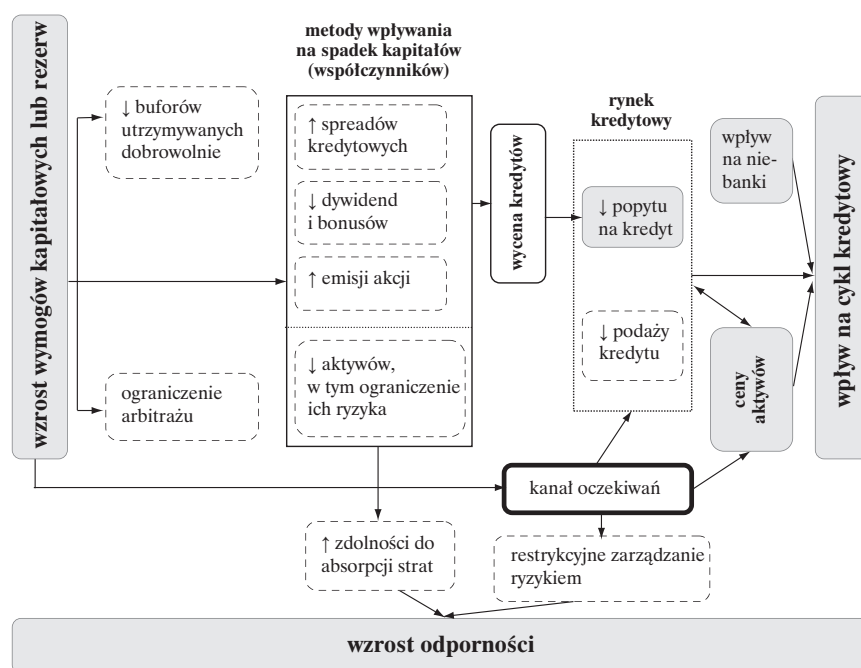 wzrost wymogów kapitałowych lub rezerw
↓ buforów
utrzymywanych
dobrowolnie
ograniczenie
arbitrażu
metody wpływania
na spadek kapitałów
(współczynników)
↑ spreadów
kredytowych
↓ dywidend
i bonusów
↑ emisji akcji
↓ aktywów,
w tym ograniczenie
ich ryzyka
wycena kredytów
rynek
kredytowy
↓ popytu
na kredyt
↓ podaży
kredytu
wpływ
na nie-
banki
ceny
aktywów
wpływ na cykl kredytowy
kanał oczekiwań
↑ zdolności do
absorpcji strat
restrykcyjne zarządzanie
ryzykiem
wzrost odporności